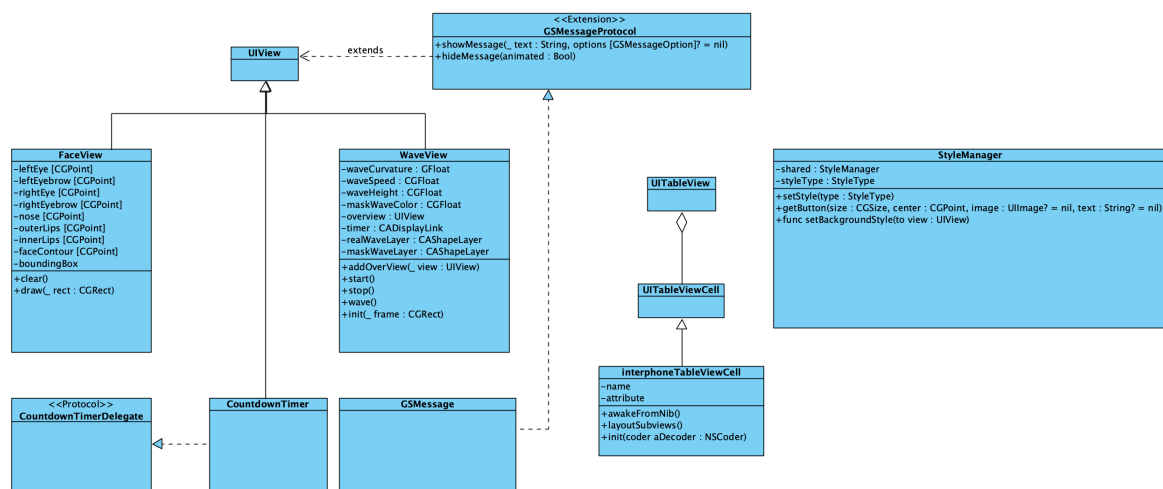 <<Extension>>
GSMessageProtocol
+showMessage(_ text : String, options [GSMessageOption]? = nil)
+hideMessage(animated : Bool)
UIView
extends
FaceView
-leftEye [CGPoint]
-leftEyebrow [CGPoint]
-rightEye [CGPoint]
-rightEyebrow [CGPoint]
-nose [CGPoint]
-outerLips [CGPoint]
-innerLips [CGPoint]
-faceContour [CGPoint]
-boundingBox
+clear()
+draw(_ rect : CGRect)
WaveView
-waveCurvature : GFloat
-waveSpeed : CGFloat
-waveHeight : CGFloat
-maskWaveColor : CGFloat
-overview : UIView
-timer : CADisplayLink
-realWaveLayer : CAShapeLayer
-maskWaveLayer : CAShapeLayer
+addOverView(_ view : UIView)
+start()
+stop()
+wave()
+init(_ frame : CGRect)
UITableView
UITableViewCell
interphoneTableViewCell
-name
-attribute
+awakeFromNib()
+layoutSubviews()
+init(coder aDecoder : NSCoder)
StyleManager
-shared : StyleManager
-styleType : StyleType
+setStyle(type : StyleType)
+getButton(size : CGSize, center : CGPoint, image : UIImage? = nil, text : String? = nil)
+func setBackgroundStyle(to view : UIView)
<<Protocol>>
CountdownTimerDelegate
CountdownTimer
GSMessage